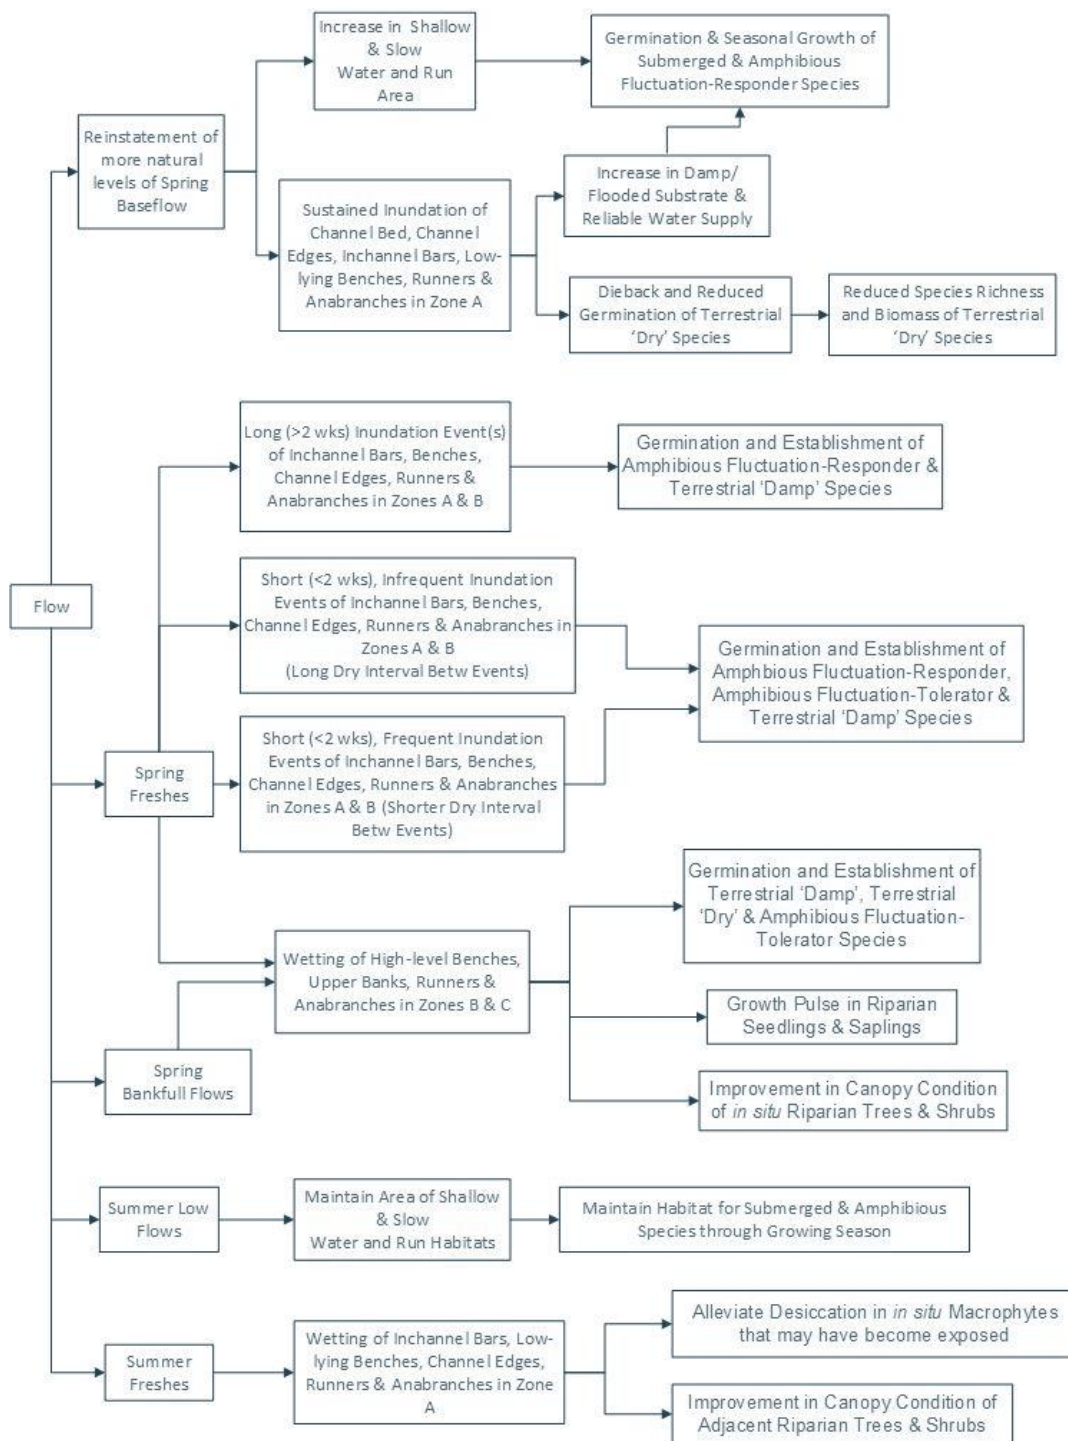 Increase in Shallow
& Slow
Water and Run
Area
Germination & Seasonal Growth of
Submerged & Amphibious
Fluctuation-Responder Species
Reinstatement of
more natural
levels of Spring
Baseflow
Increase in Damp/
Flooded Substrate &
Reliable Water Supply
Sustained Inundation of
Channel Bed, Channel
Edges, Inchannel Bars, Low-
lying Benches, Runners &
Anabranches in Zone A
Dieback and Reduced
Germination of Terrestrial
‘Dry’ Species
Reduced Species Richness
and Biomass of Terrestrial
‘Dry’ Species
Long (>2 wks) Inundation Event(s)
of Inchannel Bars, Benches,
Channel Edges, Runners &
Anabranches in Zones A & B
Germination and Establishment of
Amphibious Fluctuation-Responder &
Terrestrial ‘Damp’ Species
Flow
Short (<2 wks), Infrequent Inundation
Events of Inchannel Bars, Benches,
Channel Edges, Runners & Anabranches in
Zones A & B
(Long Dry Interval Betw Events)
Germination and Establishment of
Amphbious Fluctuation-Responder,
Amphibious Fluctuation-Tolerator &
Terrestrial ‘Damp’ Species
Spring
Freshes
Short (<2 wks), Frequent Inundation
Events of Inchannel Bars, Benches,
Channel Edges, Runners & Anabranches
in Zones A & B (Shorter Dry Interval
Betw Events)
Germination and Establishment of
Terrestrial ‘Damp’, Terrestrial
‘Dry’ & Amphibious Fluctuation-
Tolerator Species
Wetting of High-level Benches,
Upper Banks, Runners &
Anabranches in Zones B & C
Growth Pulse in Riparian
Seedlings & Saplings
Spring
Bankfull Flows
Improvement in Canopy Condition
of in situ Riparian Trees & Shrubs
Summer Low
Flows
Maintain Area of Shallow
& Slow
Water and Run Habitats
Maintain Habitat for Submerged & Amphibious
Species through Growing Season
Summer
Freshes
Wetting of Inchannel Bars, Low-
lying Benches, Channel Edges,
Runners & Anabranches in Zone
A
Alleviate Desiccation in in situ Macrophytes
that may have become exposed
Improvement in Canopy Condition of
Adjacent Riparian Trees & Shrubs